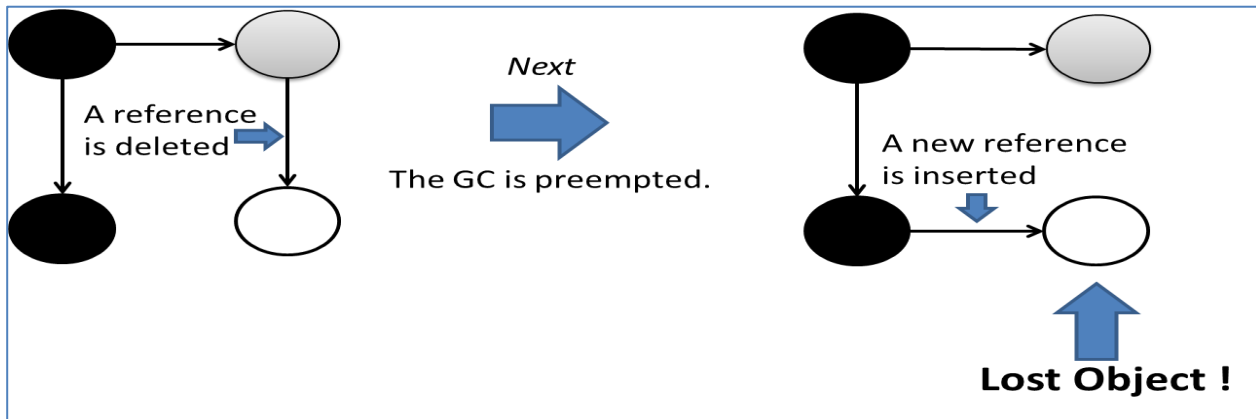 A reference
is deleted
Next
The GC is preempted.
A new reference
is inserted
Lost Object !